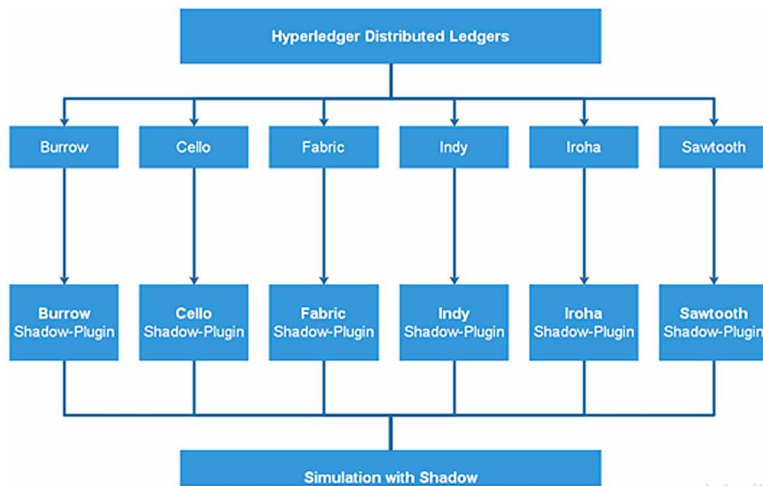 Hyperledger Distributed Ledgers
Burrow Cello Fabric Indy Iroha Sawtooth
Burrow Cello Fabric Indy Iroha Sawtooth
Shadow-Plugin Shadow-Plugin Shadow-Plugin Shadow-Plugin Shadow-Plugin Shadow-Plugin
Simulation with Shadow